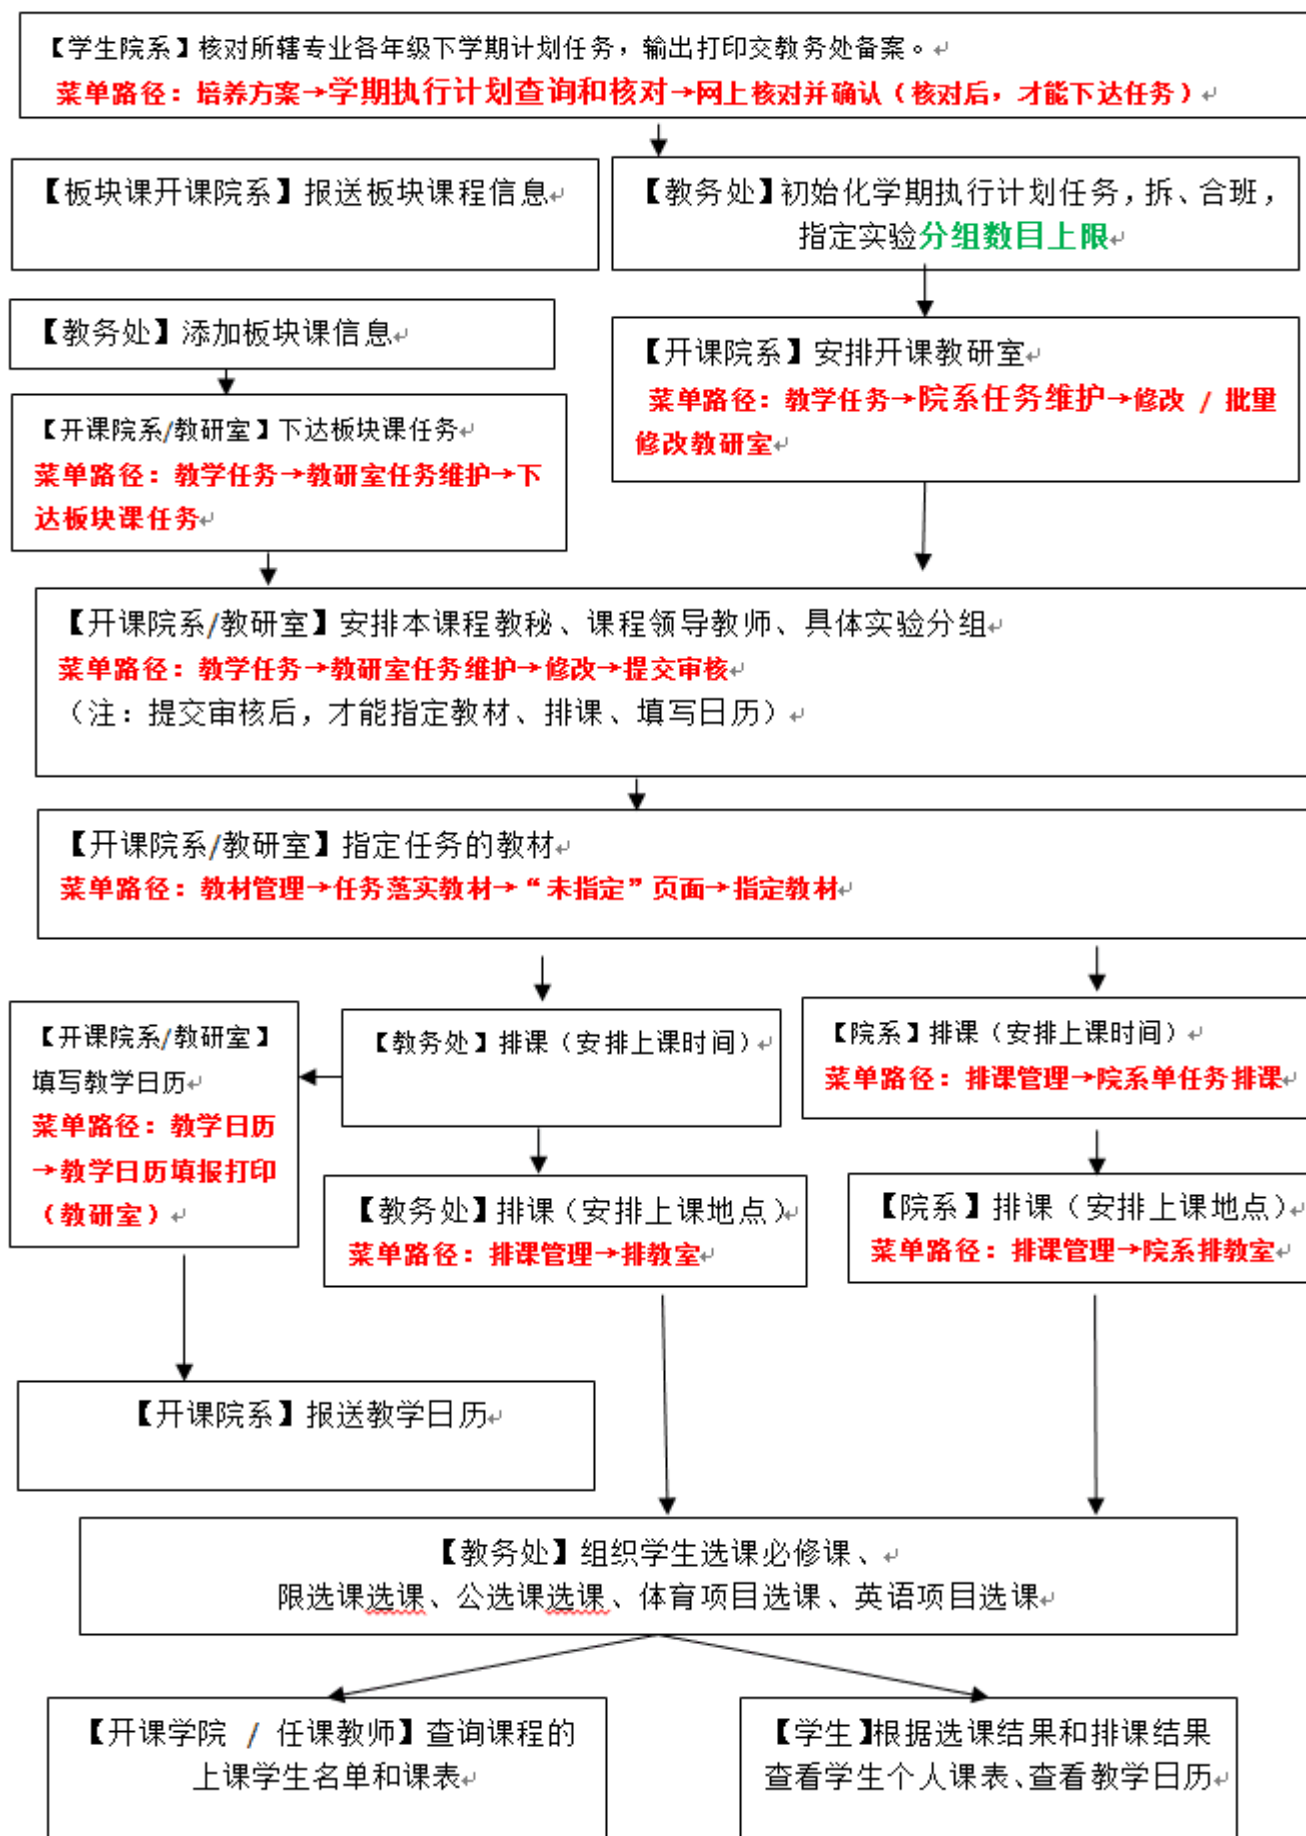 【学生院系】核对所辖专业各年级下学期计划任务，输出打印交教务处备案。
菜单路径：培养方案→学期执行计划查询和核对→网上核对并确认（核对后，才能下达任务）
【板块课开课院系】报送板块课程信息
【教务处】初始化学期执行计划任务，拆、合班，
指定实验分组数目上限
【教务处】添加板块课信息
【开课院系/教研室】下达板块课任务
菜单路径：教学任务→教研室任务维护→下
达板块课任务
【开课院系】安排开课教研室
菜单路径：教学任务→院系任务维护→修改 / 批量
修改教研室
【开课院系/教研室】安排本课程教秘、课程领导教师、具体实验分组
菜单路径：教学任务→教研室任务维护→修改→提交审核
（注：提交审核后，才能指定教材、排课、填写日历）
【开课院系/教研室】指定任务的教材
菜单路径：教材管理→任务落实教材→“未指定”页面→指定教材
【开课院系/教研室】
填写教学日历
菜单路径：教学日历
→教学日历填报打印
（教研室）
【教务处】排课（安排上课时间）
【院系】排课（安排上课时间）
菜单路径：排课管理→院系单任务排课
【教务处】排课（安排上课地点）
菜单路径：排课管理→排教室
【院系】排课（安排上课地点）
菜单路径：排课管理→院系排教室
【开课院系】报送教学日历
【教务处】组织学生选课必修课、
限选课选课、公选课选课、体育项目选课、英语项目选课
【开课学院 / 任课教师】查询课程的
上课学生名单和课表
【学生】根据选课结果和排课结果
查看学生个人课表、查看教学日历